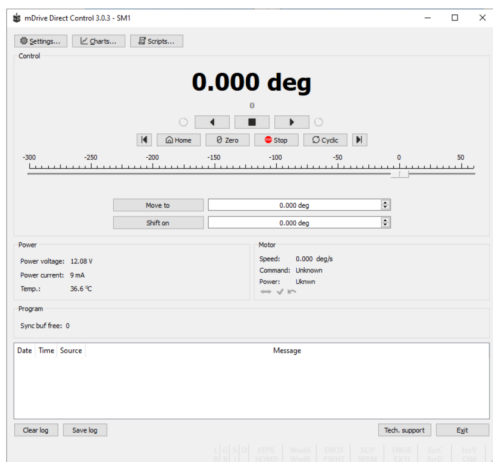 mDrive Direct Control 3.0.3 - SM1
Settings... Charts... Scripts...
Control
0.000 deg
0
Home 0 Zero Stop Cyclic
-300 -250 -200 -150 -100 -50 0 50
Move to 0.000 deg
Shift on 0.000 deg
Power
Power voltage: 12.08 V
Power current: 9 mA
Temp.: 36.6 °C
Motor
Speed: 0.000 deg/s
Command: Unknown
Power: Uknwn
Program
Sync buf free: 0
Date Time Source Message
Clear log Save log Tech. support Exit